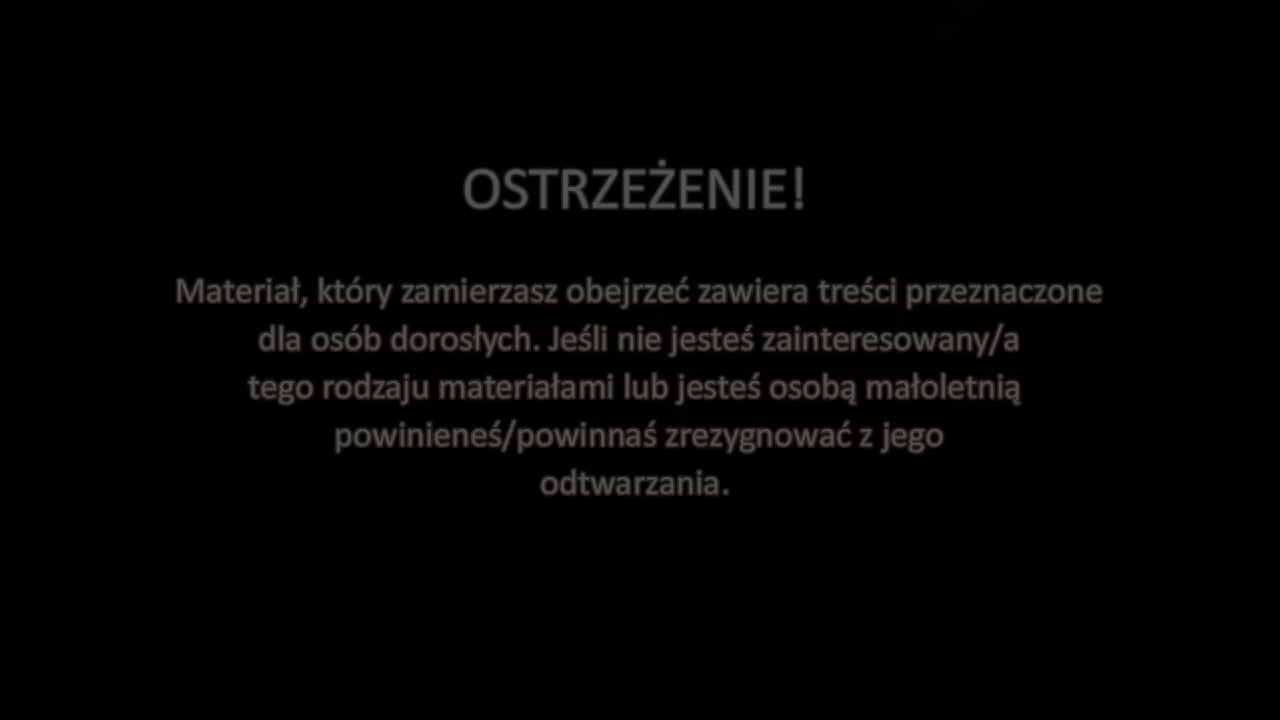 OSTRZEŻENIE!
Materiał, który zamierzasz obejrzeć zawiera treści przeznaczone
dla osób dorosłych. Jeśli nie jesteś zainteresowany/a
tego rodzaju materiałami lub jesteś osobą małoletnią
powinieneś/powinnaś zrezygnować z jego
odtwarzania.